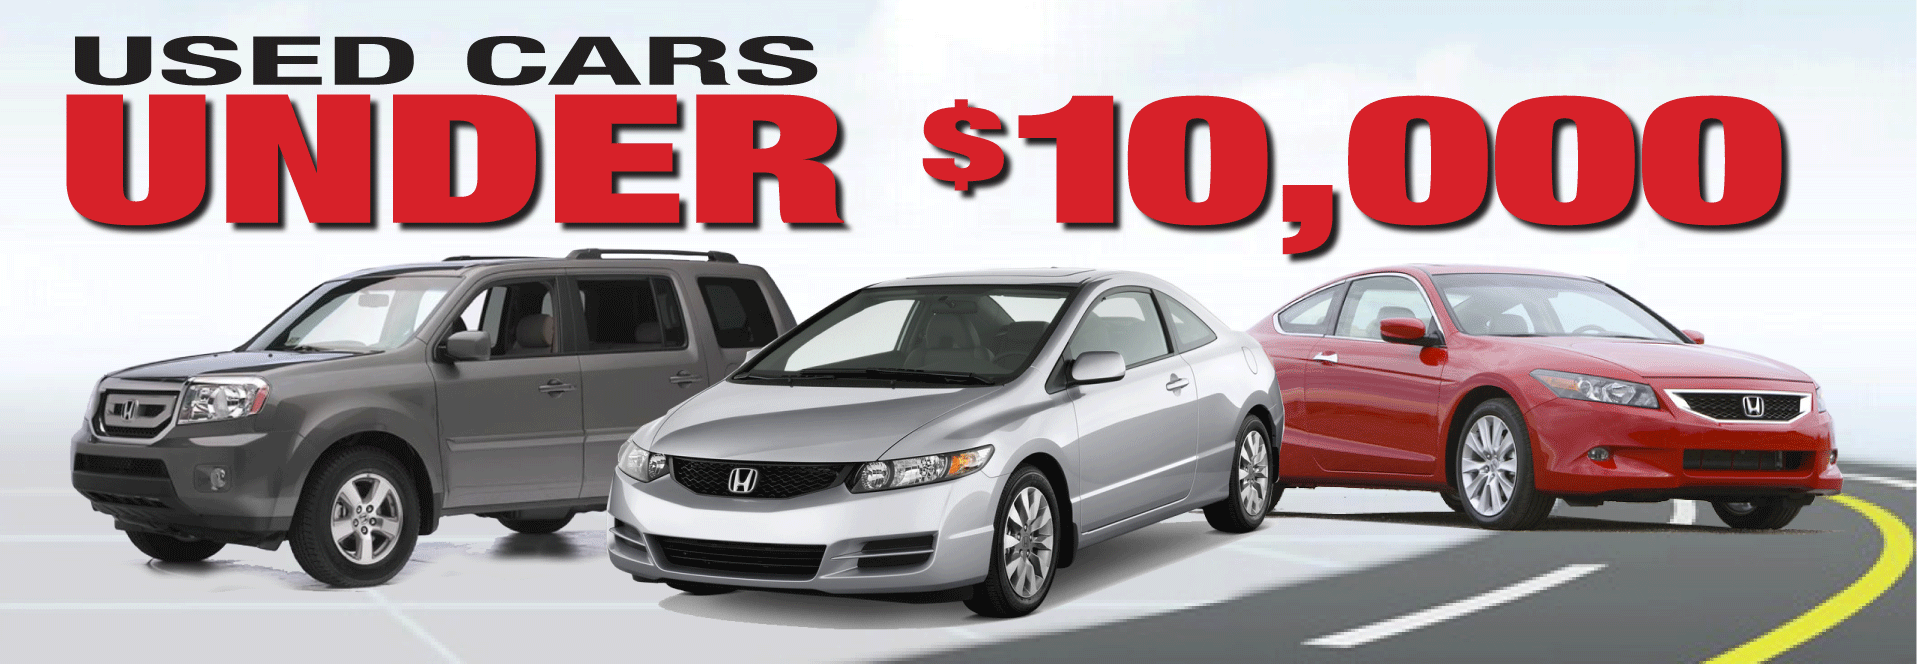 USED CARS
UNDER $10,000